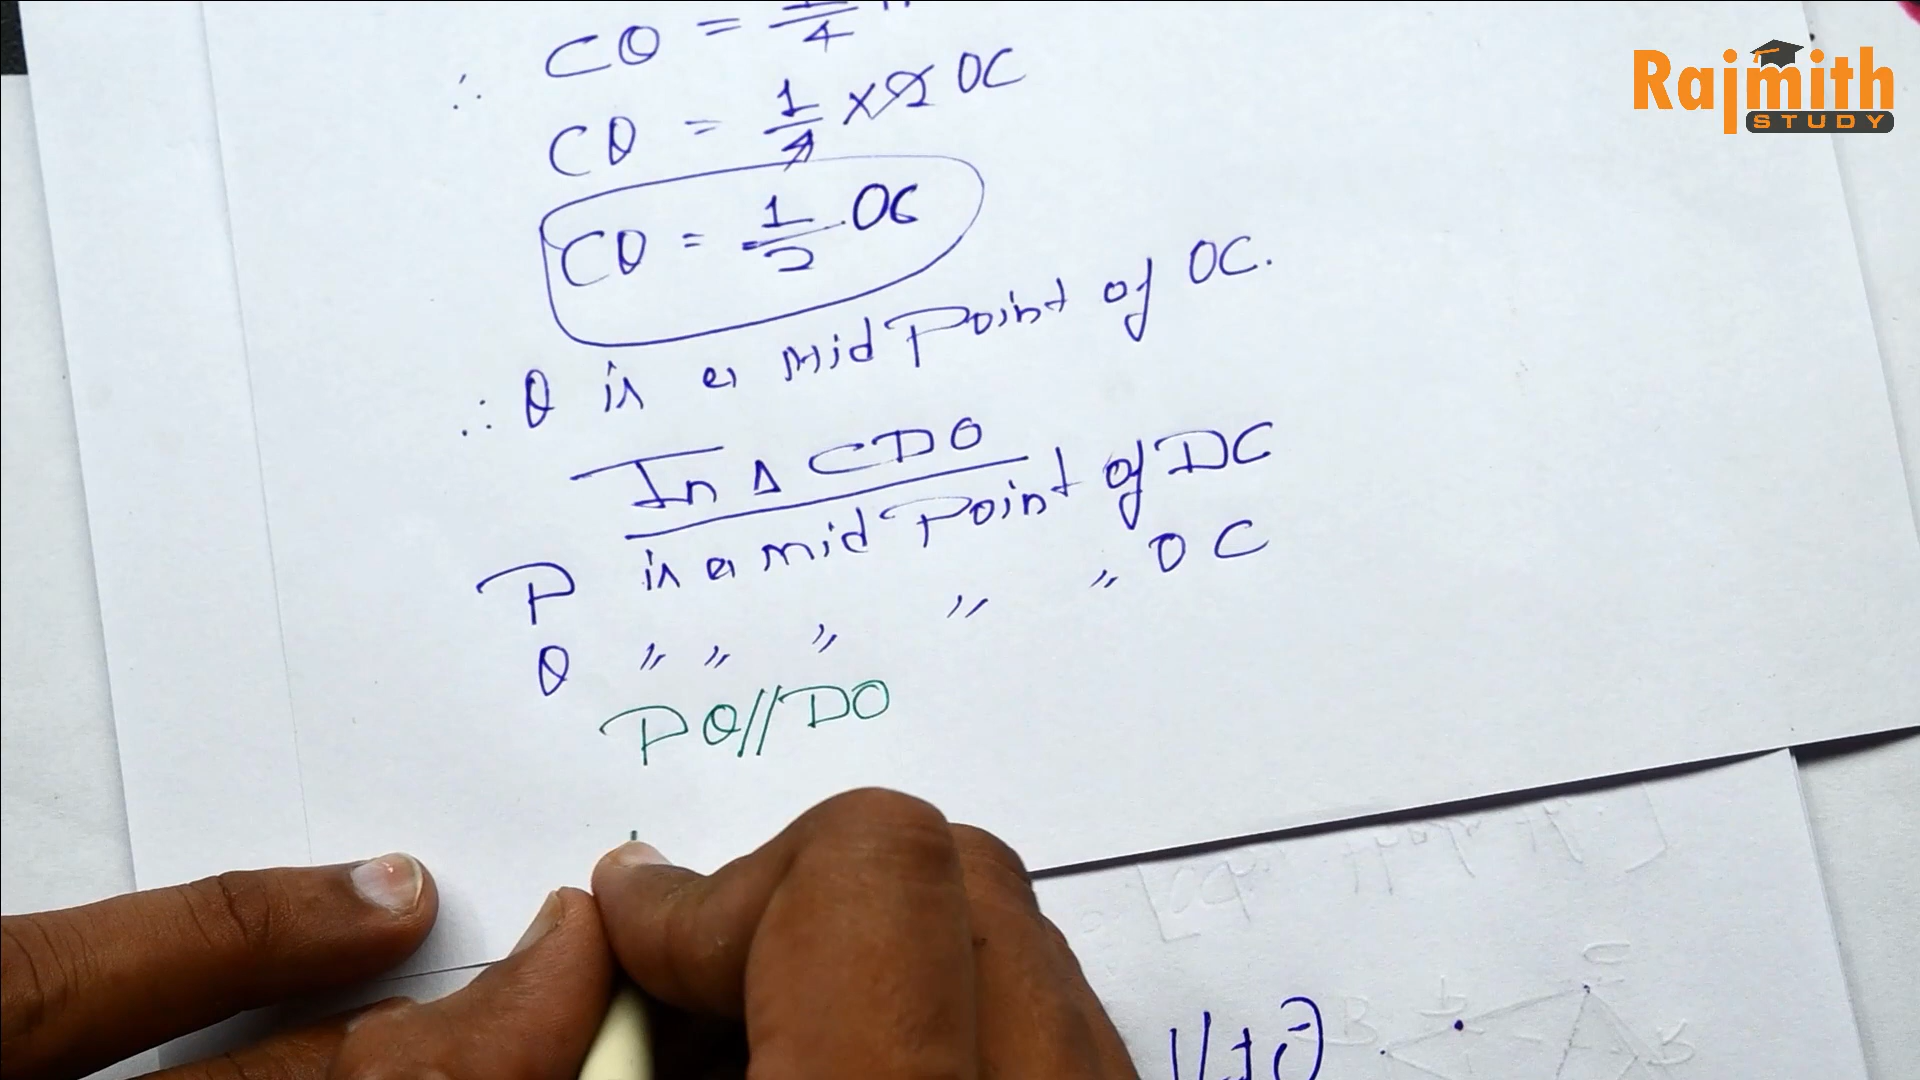 Rajmith
STUDY
∴ CQ = 1/4
CQ = 1/4 × 2 OC
CQ = 1/2 OC
∴ Q is a mid Point of OC.
In Δ CDO
P is a mid Point of DC
Q " " " " " OC
PQ//DO